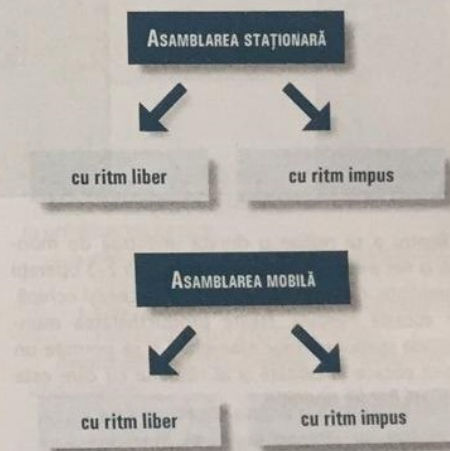 ASAMBLAREA STAȚIONARĂ
cu ritm liber
cu ritm impus
ASAMBLAREA MOBILĂ
cu ritm liber
cu ritm impus